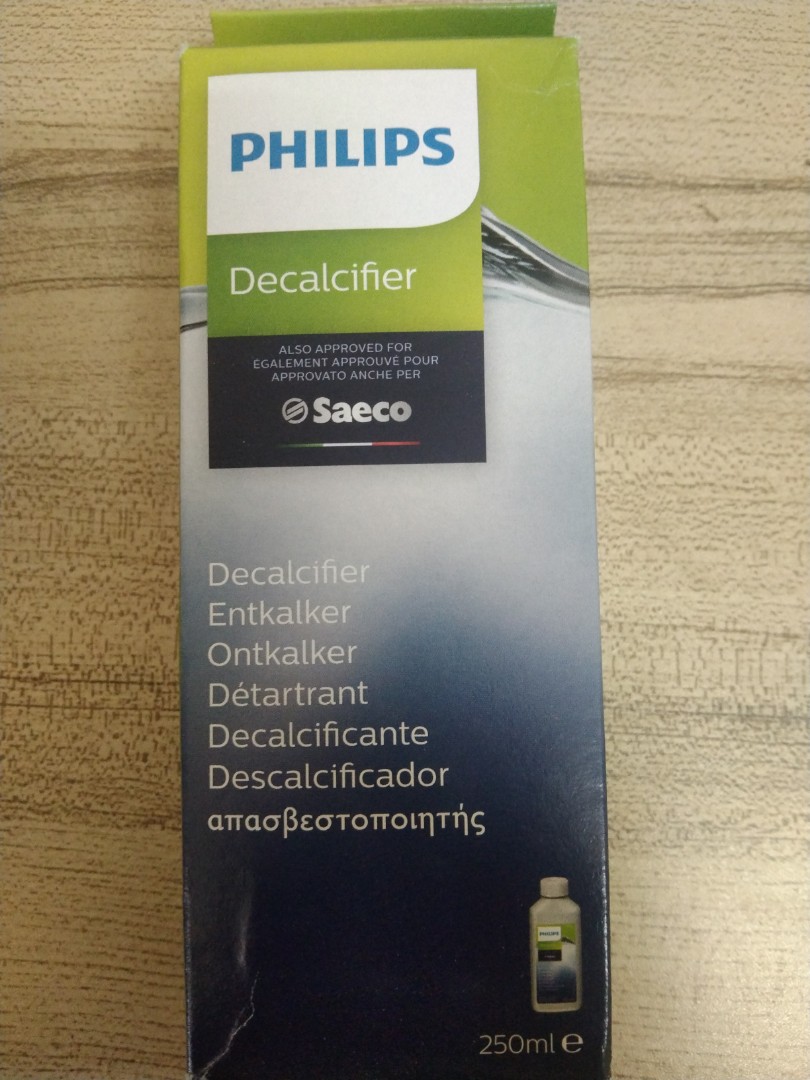 PHILIPS
Decalcifier
ALSO APPROVED FOR
ÉGALEMENT APPROUVÉ POUR
APPROVATO ANCHE PER
Saeco
Decalcifier
Entkalker
Ontkalker
Détartrant
Decalcificante
Descalcificador
απασβεστοποιητής
PHILIPS
250ml e